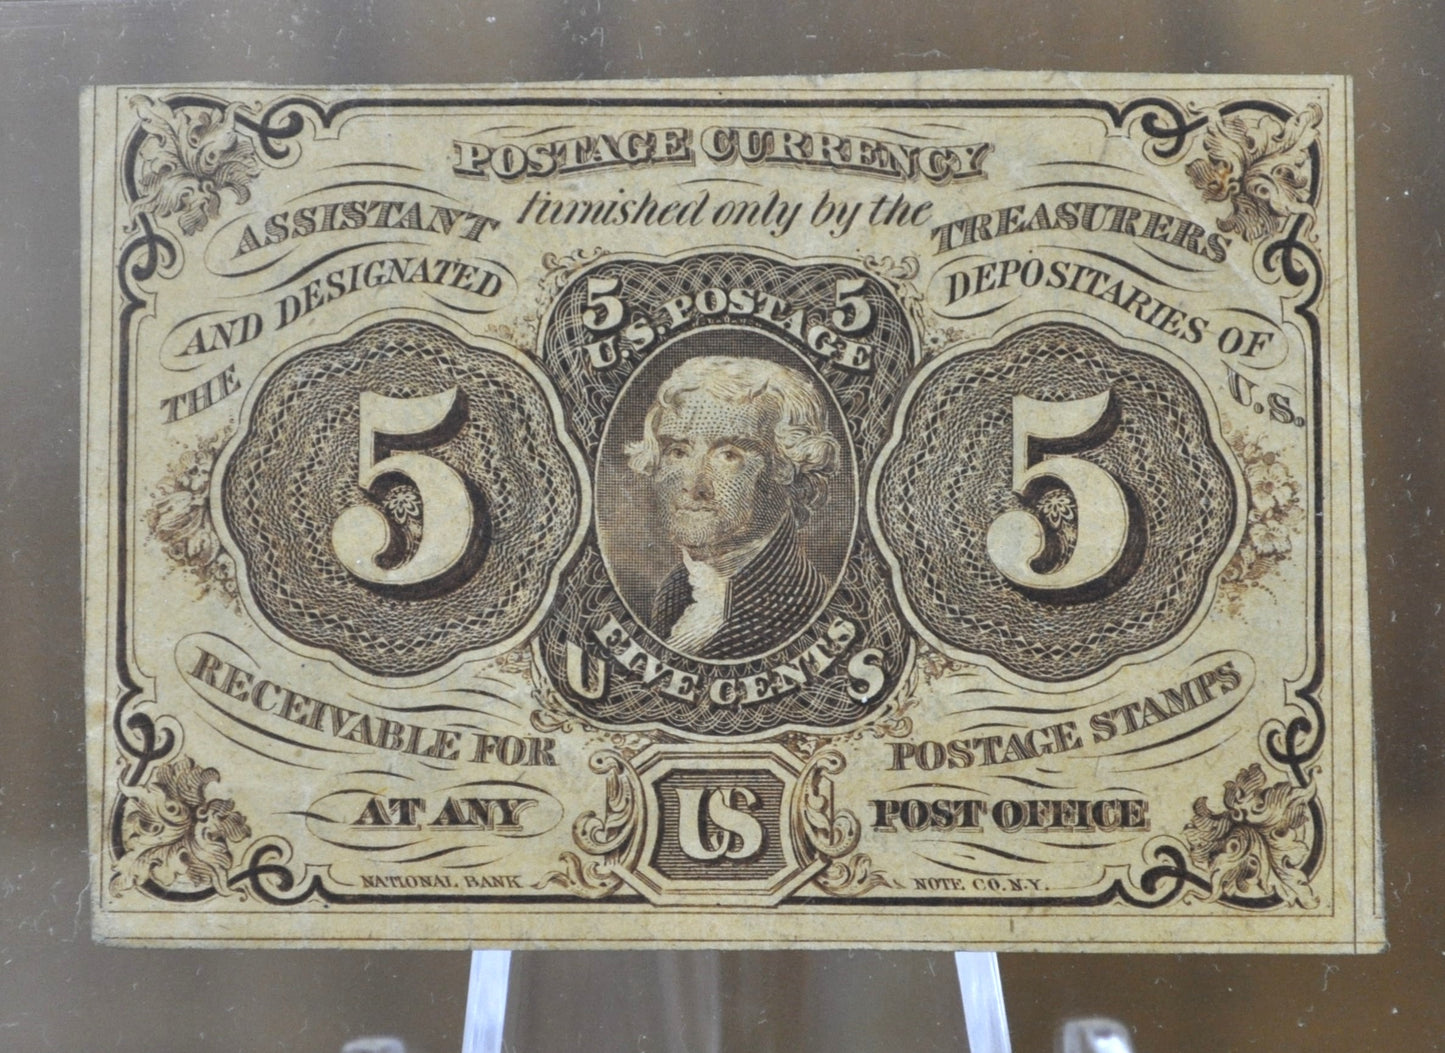 POSTAGE CURRENCY
furnished only by the
THE ASSISTANT TREASURERS
AND DESIGNATED DEPOSITARIES OF U.S.
5 U.S. POSTAGE 5
5 5
FIVE CENTS
U S
RECEIVABLE FOR POSTAGE STAMPS
AT ANY US POST OFFICE
NATIONAL BANK NOTE CO. N.Y.